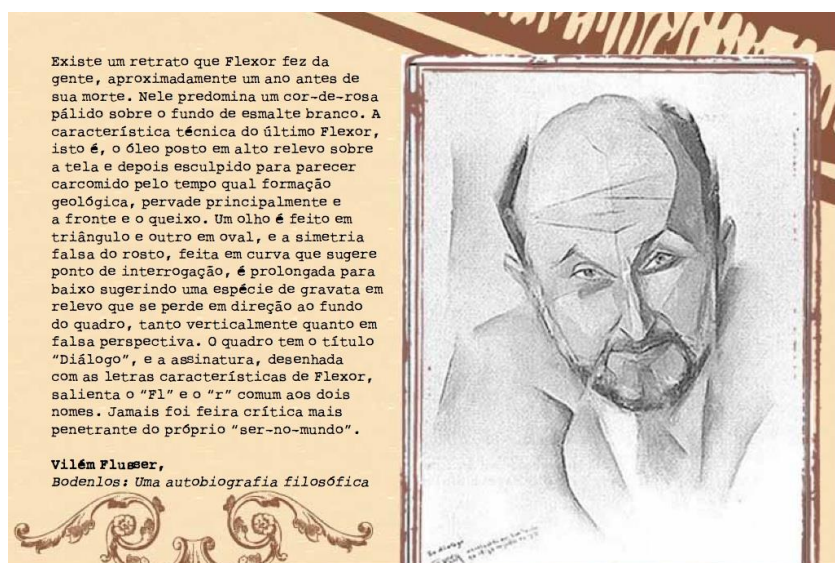 Existe um retrato que Flexor fez da
gente, aproximadamente um ano antes de
sua morte. Nele predomina um cor-de-rosa
pálido sobre o fundo de esmalte branco. A
característica técnica do último Flexor,
isto é, o óleo posto em alto relevo sobre
a tela e depois esculpido para parecer
carcomido pelo tempo qual formação
geológica, pervade principalmente e
a fronte e o queixo. Um olho é feito em
triângulo e outro em oval, e a simetria
falsa do rosto, feita em curva que sugere
ponto de interrogação, é prolongada para
baixo sugerindo uma espécie de gravata em
relevo que se perde em direção ao fundo
do quadro, tanto verticalmente quanto em
falsa perspectiva. O quadro tem o título
"Diálogo", e a assinatura, desenhada
com as letras características de Flexor,
salienta o "Fl" e o "r" comum aos dois
nomes. Jamais foi feira crítica mais
penetrante do próprio "ser-no-mundo".
Vilém Flusser,
Bodenlos: Uma autobiografia filosófica